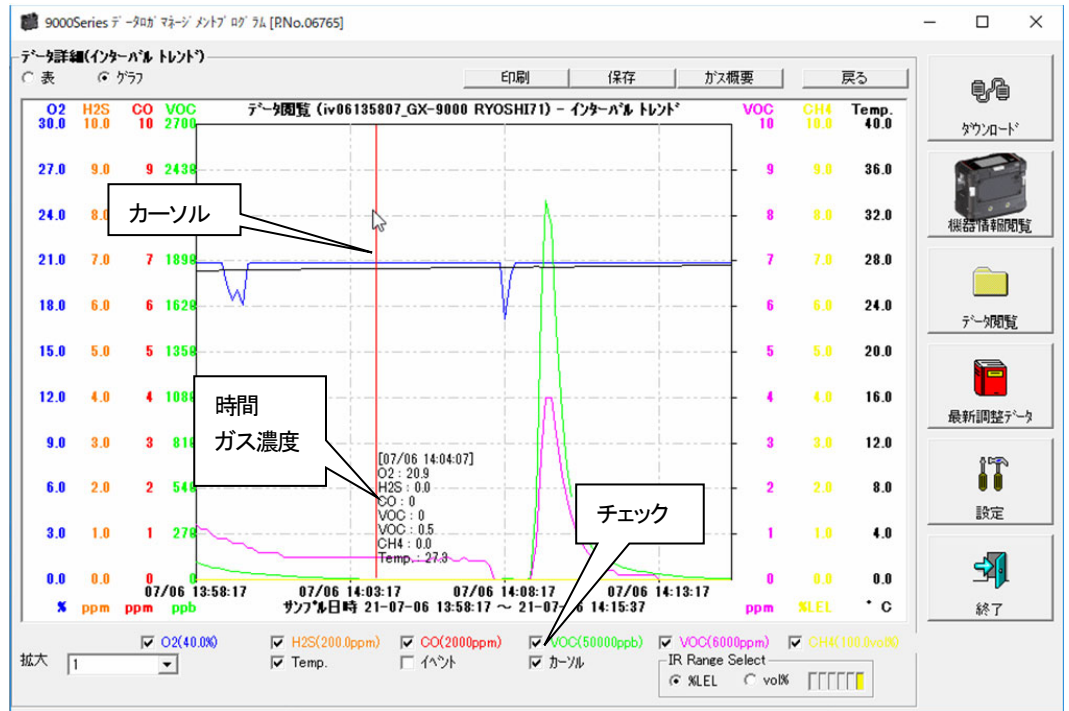 9000Series データロガ マネージメントプログラム [P.No.06765]
データ詳細(インターバル トレンド)
表 グラフ 印刷 保存 ガス概要 戻る
O2 H2S CO VOC データ閲覧 (iv06135807_GX-9000 RYOSHI71) - インターバル トレンド VOC CH4 Temp.
30.0 10.0 10 2700 10 10.0 40.0
27.0 9.0 9 2430 9 9.0 36.0
24.0 8.0 8 8.0 32.0
カーソル
21.0 7.0 7 1890 7 7.0 28.0
18.0 6.0 6 1620 6 6.0 24.0
15.0 5.0 5 1350 5 5.0 20.0
12.0 4.0 4 1080 4 4.0 16.0
時間
ガス濃度
9.0 3.0 3 810 3 3.0 12.0
[07/06 14:04:07]
O2 : 20.9
H2S : 0.0
CO : 0
VOC : 0
VOC : 0.5
CH4 : 0.0
Temp. : 27.3
6.0 2.0 2 540 2 2.0 8.0
チェック
3.0 1.0 1 270 1 1.0 4.0
0.0 0.0 0 0 0 0.0 0.0
07/06 13:58:17 07/06 14:03:17 07/06 14:08:17 07/06 14:13:17
% ppm ppm ppb サンプル日時 21-07-06 13:58:17 ～ 21-07-06 14:15:37 ppm %LEL °C
O2(40.0%) H2S(200.0ppm) CO(2000ppm) VOC(50000ppb) VOC(6000ppm) CH4(100.0vol%)
拡大 1 Temp. イベント カーソル
IR Range Select
%LEL vol%
ダウンロード
機器情報閲覧
データ閲覧
最新調整データ
設定
終了